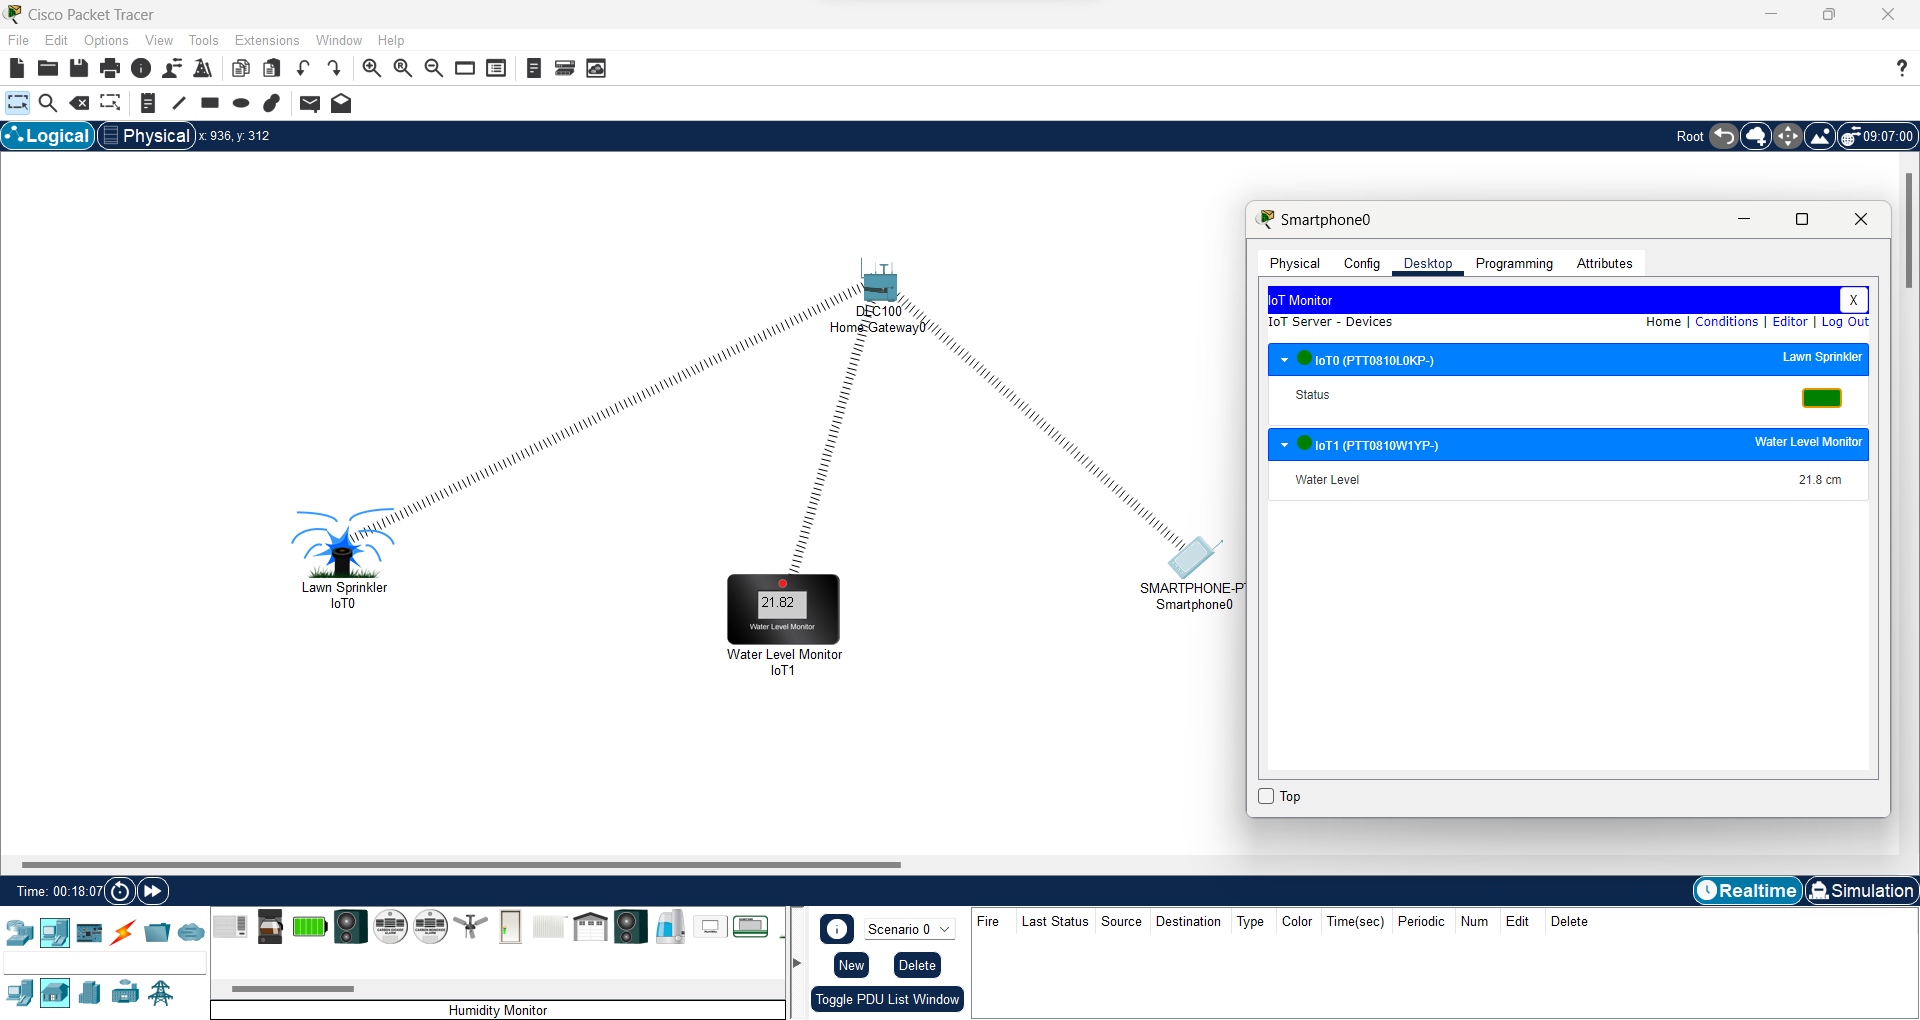 Cisco Packet Tracer
File Edit Options View Tools Extensions Window Help
Logical Physical x: 936, y: 312 Root 09:07:00
DLC100
Home Gateway0
Lawn Sprinkler
IoT0
21.82
Water Level Monitor
Water Level Monitor
IoT1
SMARTPHONE-PT
Smartphone0
Smartphone0
Physical Config Desktop Programming Attributes
IoT Monitor X
IoT Server - Devices Home | Conditions | Editor | Log Out
IoT0 (PTT0810L0KP-) Lawn Sprinkler
Status
IoT1 (PTT0810W1YP-) Water Level Monitor
Water Level 21.8 cm
Top
Time: 00:18:07 Realtime Simulation
Scenario 0
New Delete
Toggle PDU List Window
Fire Last Status Source Destination Type Color Time(sec) Periodic Num Edit Delete
Humidity Monitor